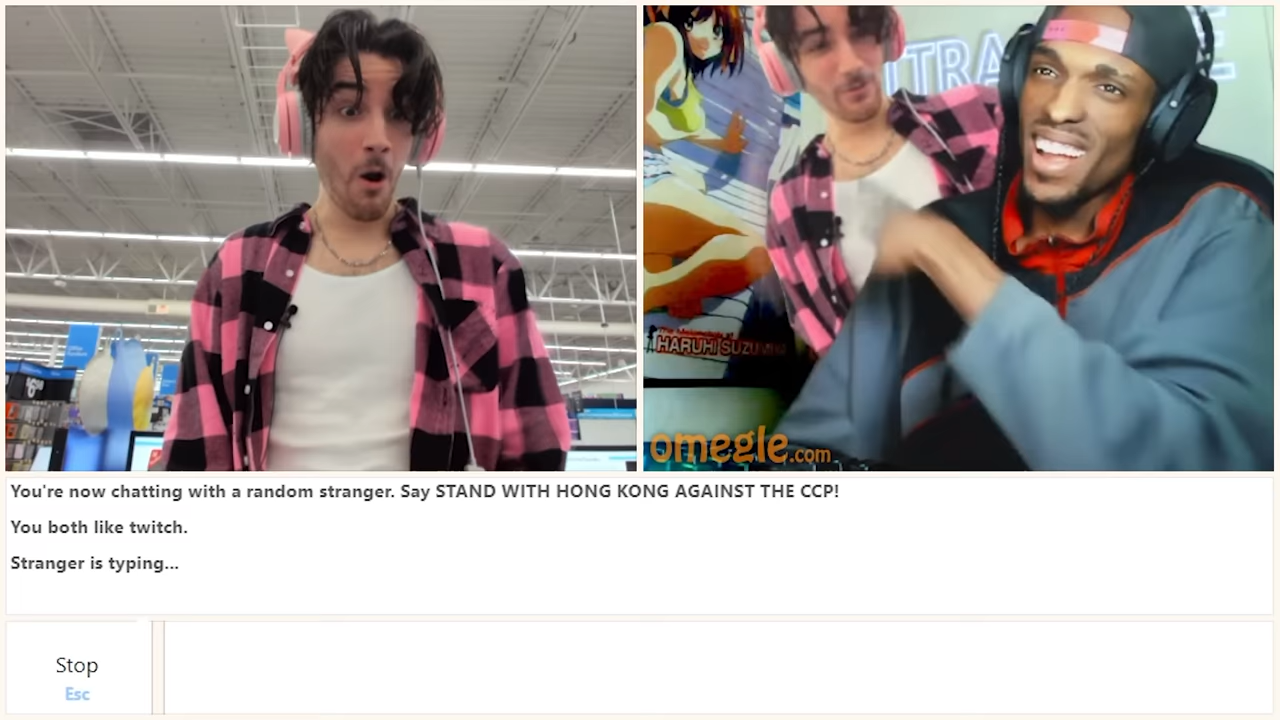 HARUHI SUZU
omegle.com
You're now chatting with a random stranger. Say STAND WITH HONG KONG AGAINST THE CCP!
You both like twitch.
Stranger is typing...
Stop
Esc